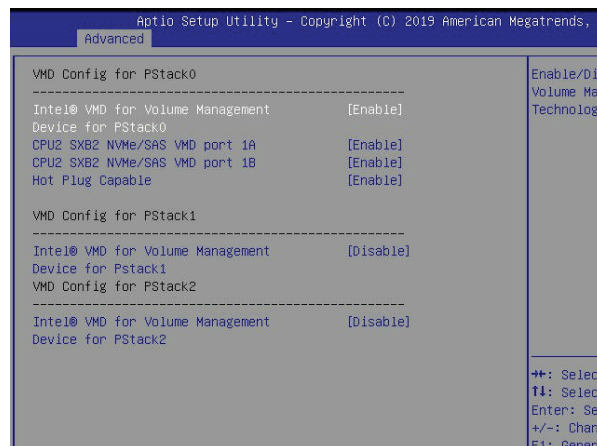 Aptio Setup Utility - Copyright (C) 2019 American Megatrends,
Advanced
VMD Config for PStack0
------------------------------------------------
Intel® VMD for Volume Management [Enable]
Device for PStack0
CPU2 SXB2 NVMe/SAS VMD port 1A [Enable]
CPU2 SXB2 NVMe/SAS VMD port 1B [Enable]
Hot Plug Capable [Enable]
VMD Config for PStack1
------------------------------------------------
Intel® VMD for Volume Management [Disable]
Device for Pstack1
VMD Config for PStack2
------------------------------------------------
Intel® VMD for Volume Management [Disable]
Device for PStack2
Enable/Di
Volume Ma
Technolog
→←: Selec
↑↓: Selec
Enter: Se
+/-: Chan
F1: Gener